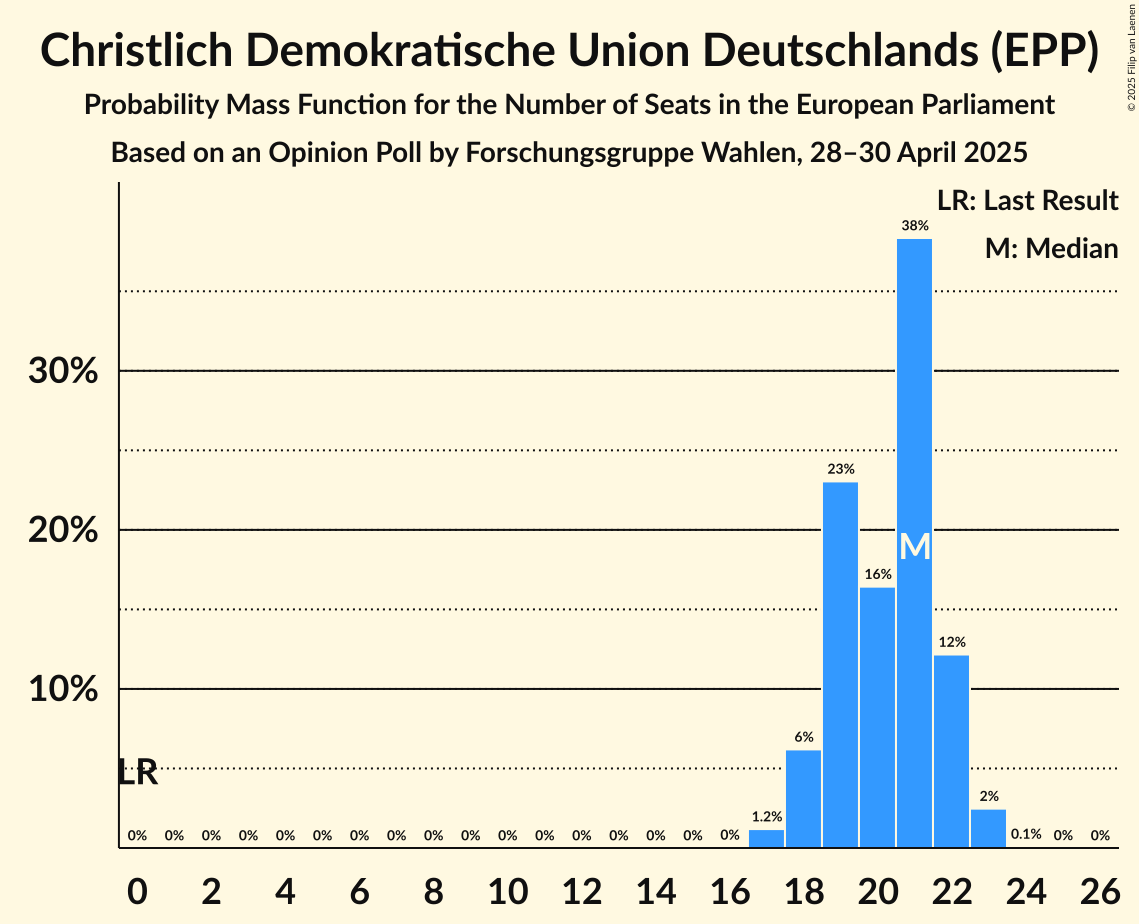 Christlich Demokratische Union Deutschlands (EPP)
Probability Mass Function for the Number of Seats in the European Parliament
Based on an Opinion Poll by Forschungsgruppe Wahlen, 28–30 April 2025
© 2025 Filip van Laenen
LR: Last Result
M: Median
38%
30%
23%
20%
M
16%
12%
10%
6%
LR
2%
1.2%
0% 0% 0% 0% 0% 0% 0% 0% 0% 0% 0% 0% 0% 0% 0% 0% 0% 0.1% 0% 0%
0 2 4 6 8 10 12 14 16 18 20 22 24 26